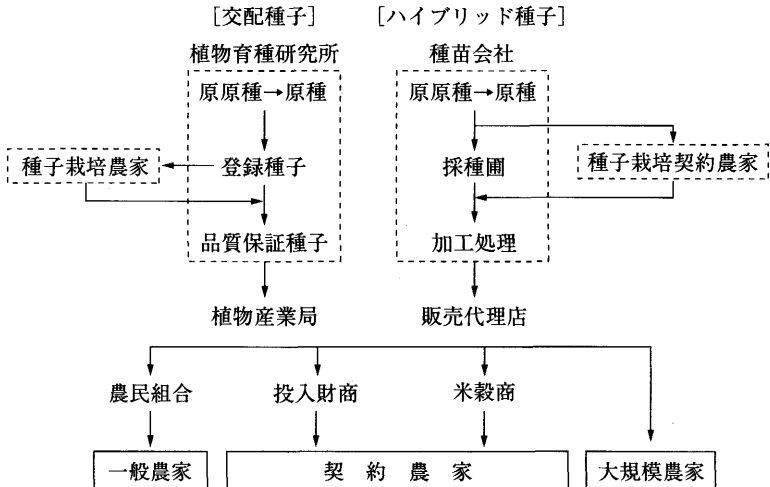 [交配種子]
[ハイブリッド種子]
植物育種研究所
種苗会社
原原種→原種
原原種→原種
種子栽培農家
登録種子
採種圃
種子栽培契約農家
品質保証種子
加工処理
植物産業局
販売代理店
農民組合
投入財商
米穀商
一般農家
契約農家
大規模農家